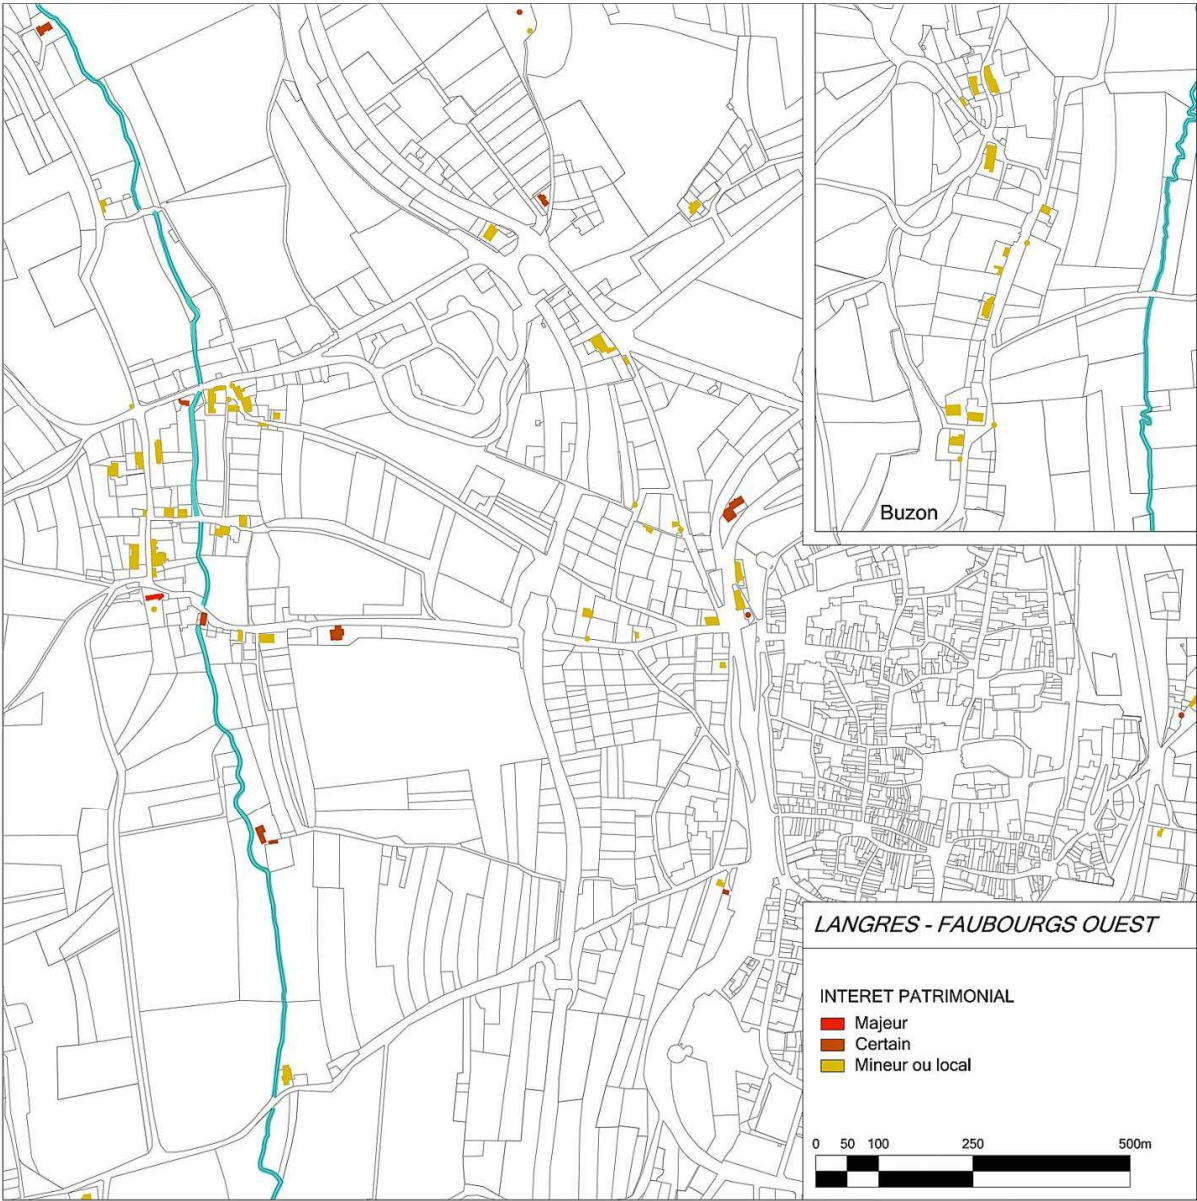 Buzon
LANGRES - FAUBOURGS OUEST
INTERET PATRIMONIAL
Majeur
Certain
Mineur ou local
0 50 100 250 500m